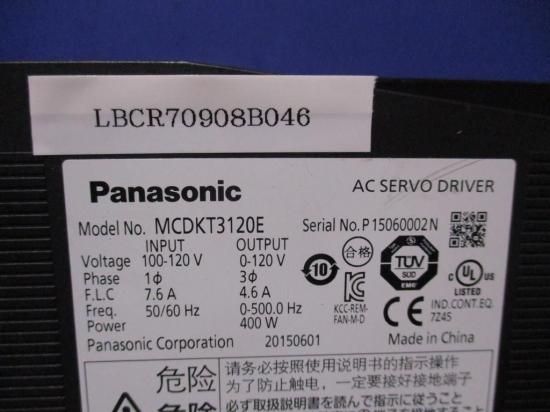 LBCR70908B046
Panasonic
AC SERVO DRIVER
Model No. MCDKT3120E
Serial No. P15060002N
INPUT OUTPUT
Voltage 100-120 V 0-120 V
Phase 1ϕ 3ϕ
F.L.C 7.6 A 4.6 A
Freq. 50/60 Hz 0-500.0 Hz
Power 400 W
Panasonic Corporation 20150601
10
合格
KCC-REM-
FAN-M-D
TÜV
SÜD
EMC
CE
C UL US
LISTED
IND.CONT.EQ.
7Z45
Made in China
危险
请务必按照使用说明书的指示操作
为了防止触电，一定要接好接地端子
危険
必ず取扱説明書の指示に従うこと